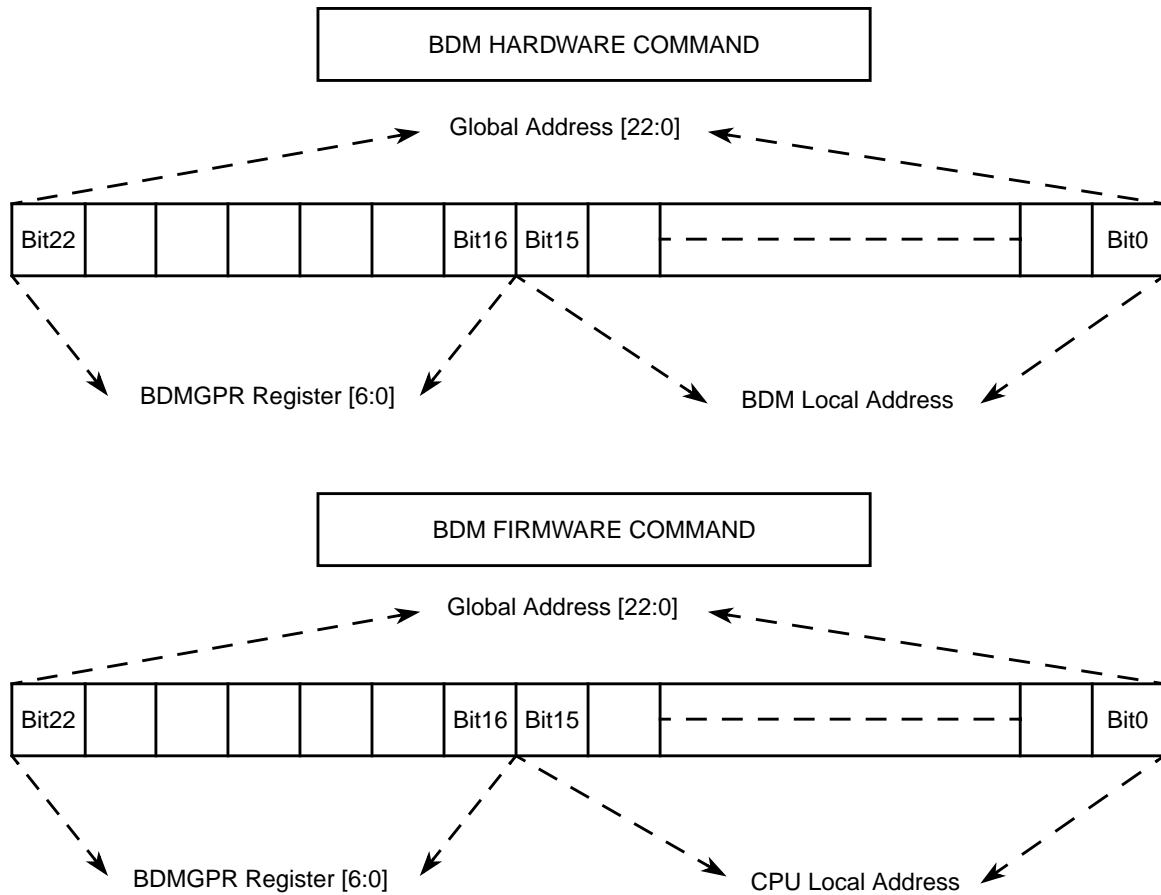 BDM HARDWARE COMMAND
Global Address [22:0]
Bit22 Bit16 Bit15 Bit0
BDMGPR Register [6:0] BDM Local Address
BDM FIRMWARE COMMAND
Global Address [22:0]
Bit22 Bit16 Bit15 Bit0
BDMGPR Register [6:0] CPU Local Address